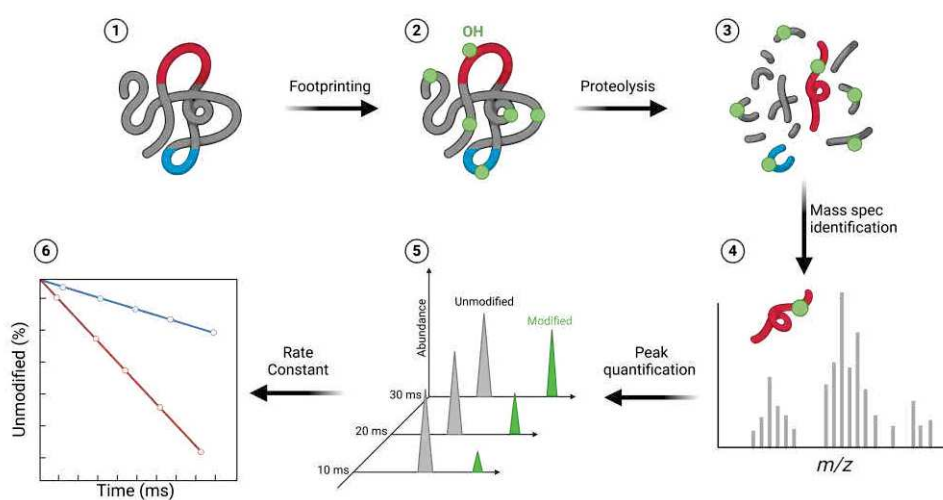 1
2
3
OH
Footprinting
Proteolysis
Mass spec
identification
6
5
4
Unmodified (%)
Time (ms)
Rate
Constant
Abundance
Unmodified
Modified
30 ms
20 ms
10 ms
Peak
quantification
m/z